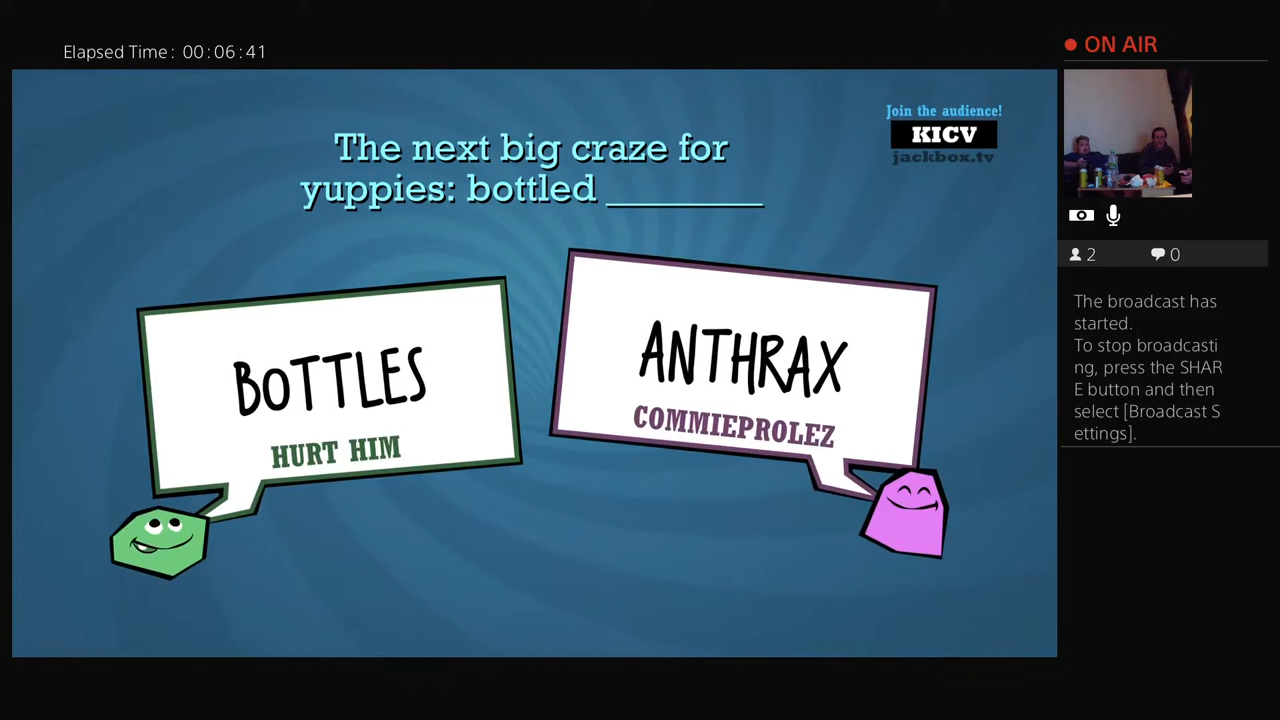 Elapsed Time: 00:06:41
ON AIR
Join the audience!
KICV
jackbox.tv
The next big craze for
yuppies: bottled ________
BOTTLES
HURT HIM
ANTHRAX
COMMIEPROLEZ
2
0
The broadcast has
started.
To stop broadcasti
ng, press the SHAR
E button and then
select [Broadcast S
ettings].